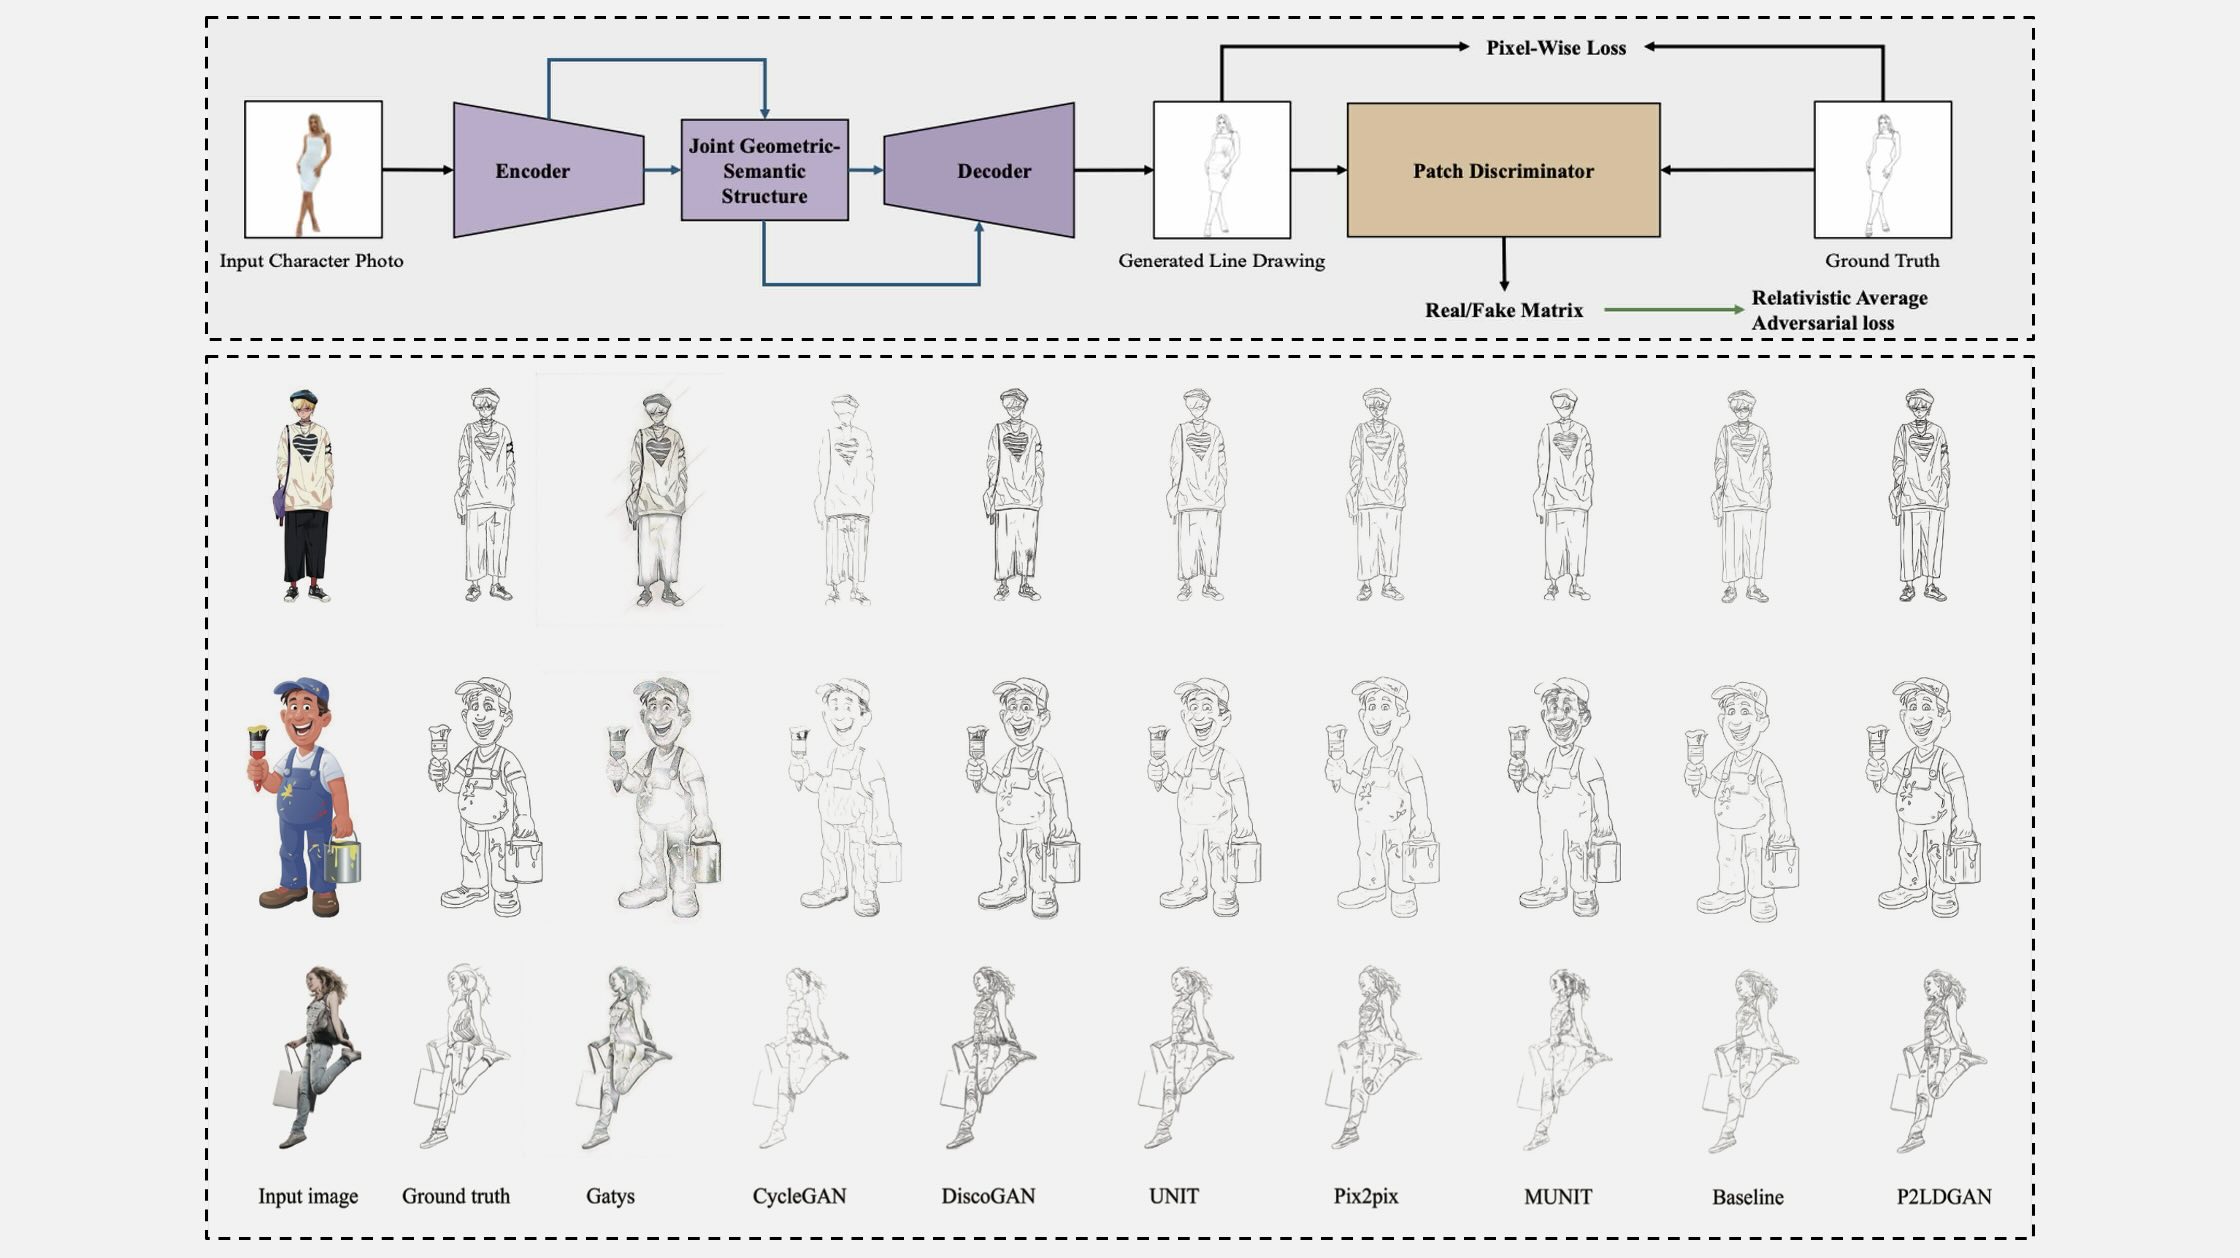 Pixel-Wise Loss
Encoder
Joint Geometric-
Semantic
Structure
Decoder
Patch Discriminator
Input Character Photo
Generated Line Drawing
Ground Truth
Real/Fake Matrix
Relativistic Average
Adversarial loss
Input image
Ground truth
Gatys
CycleGAN
DiscoGAN
UNIT
Pix2pix
MUNIT
Baseline
P2LDGAN